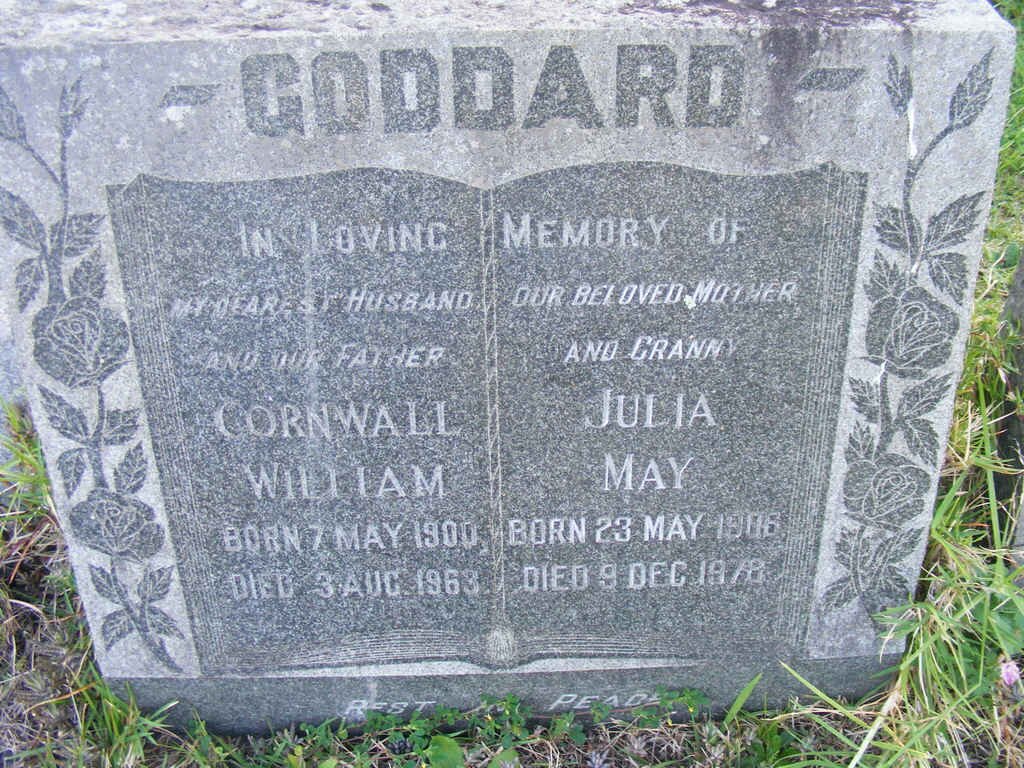 - GODDARD -
IN LOVING MEMORY OF
MY DEAREST HUSBAND
AND OUR FATHER
CORNWALL
WILLIAM
BORN 7 MAY 1900,
DIED 3 AUG. 1963.
OUR BELOVED MOTHER
AND GRANNY
JULIA
MAY
BORN 23 MAY 1906
DIED 9 DEC. 1978
REST IN PEACE